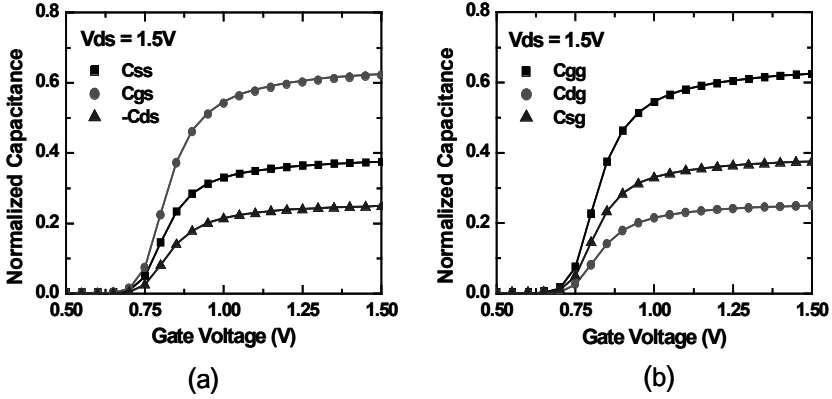 Vds = 1.5V
Css
Cgs
-Cds
Normalized Capacitance
0.8
0.6
0.4
0.2
0.0
0.50
0.75
1.00
1.25
1.50
Gate Voltage (V)
(a)
Vds = 1.5V
Cgg
Cdg
Csg
Normalized Capacitance
0.8
0.6
0.4
0.2
0.0
0.50
0.75
1.00
1.25
1.50
Gate Voltage (V)
(b)